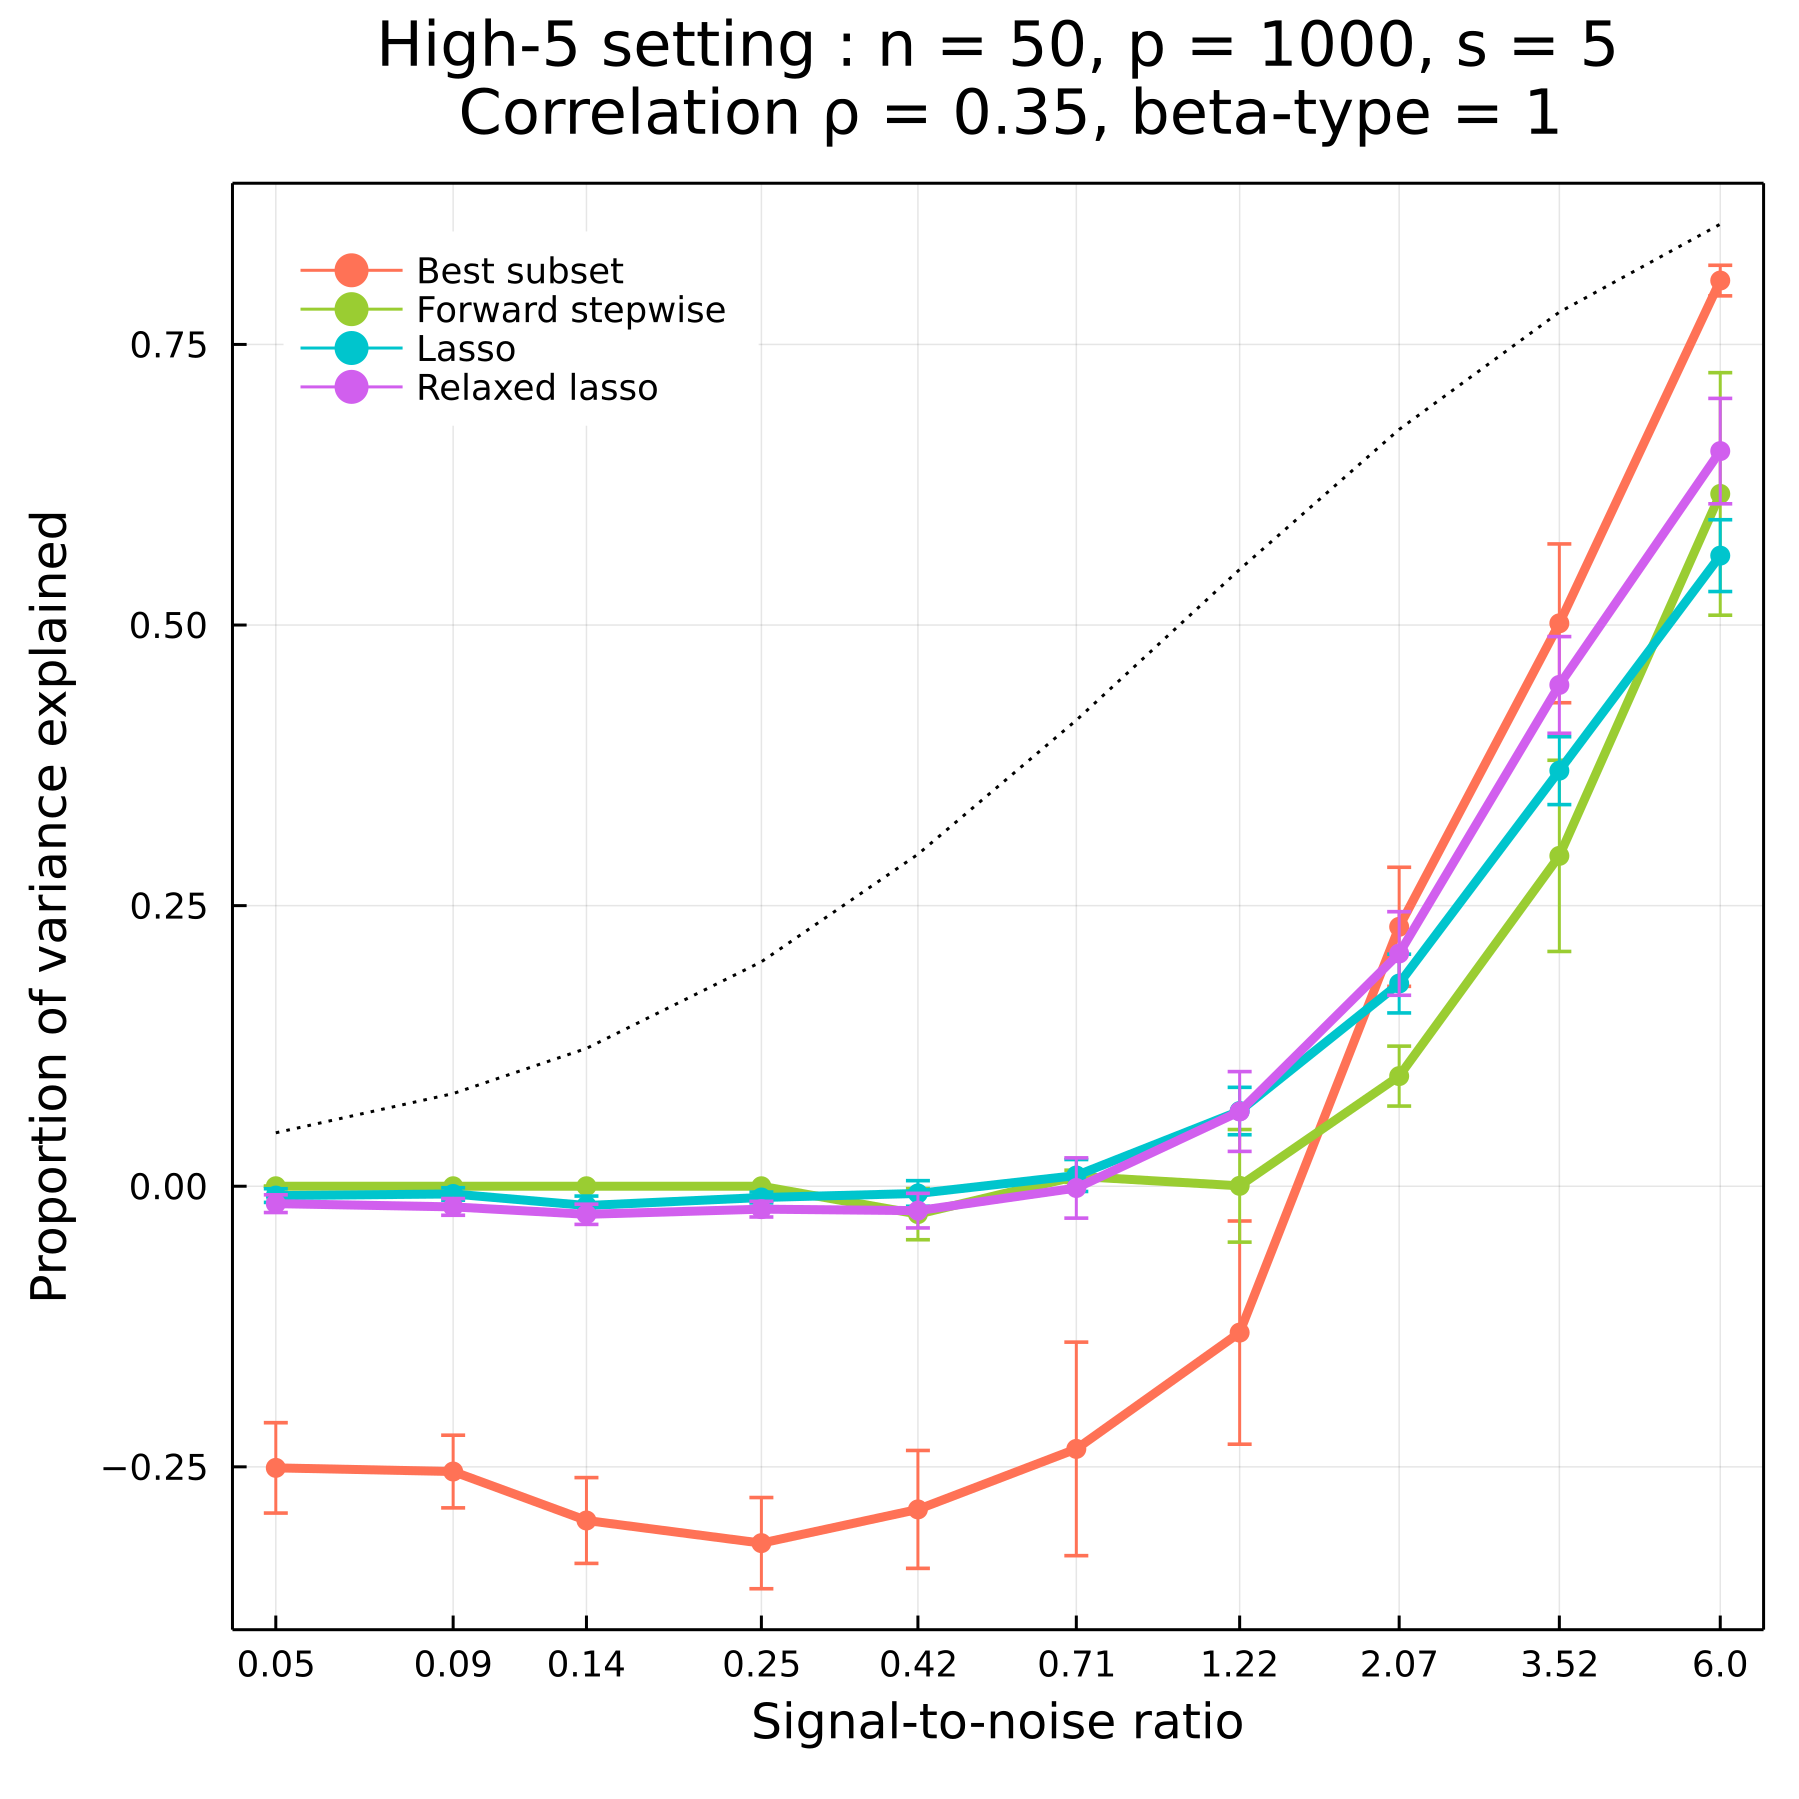 High-5 setting : n = 50, p = 1000, s = 5
Correlation ρ = 0.35, beta-type = 1
Best subset
Forward stepwise
Lasso
Relaxed lasso
Proportion of variance explained
0.75
0.50
0.25
0.00
−0.25
0.05 0.09 0.14 0.25 0.42 0.71 1.22 2.07 3.52 6.0
Signal-to-noise ratio